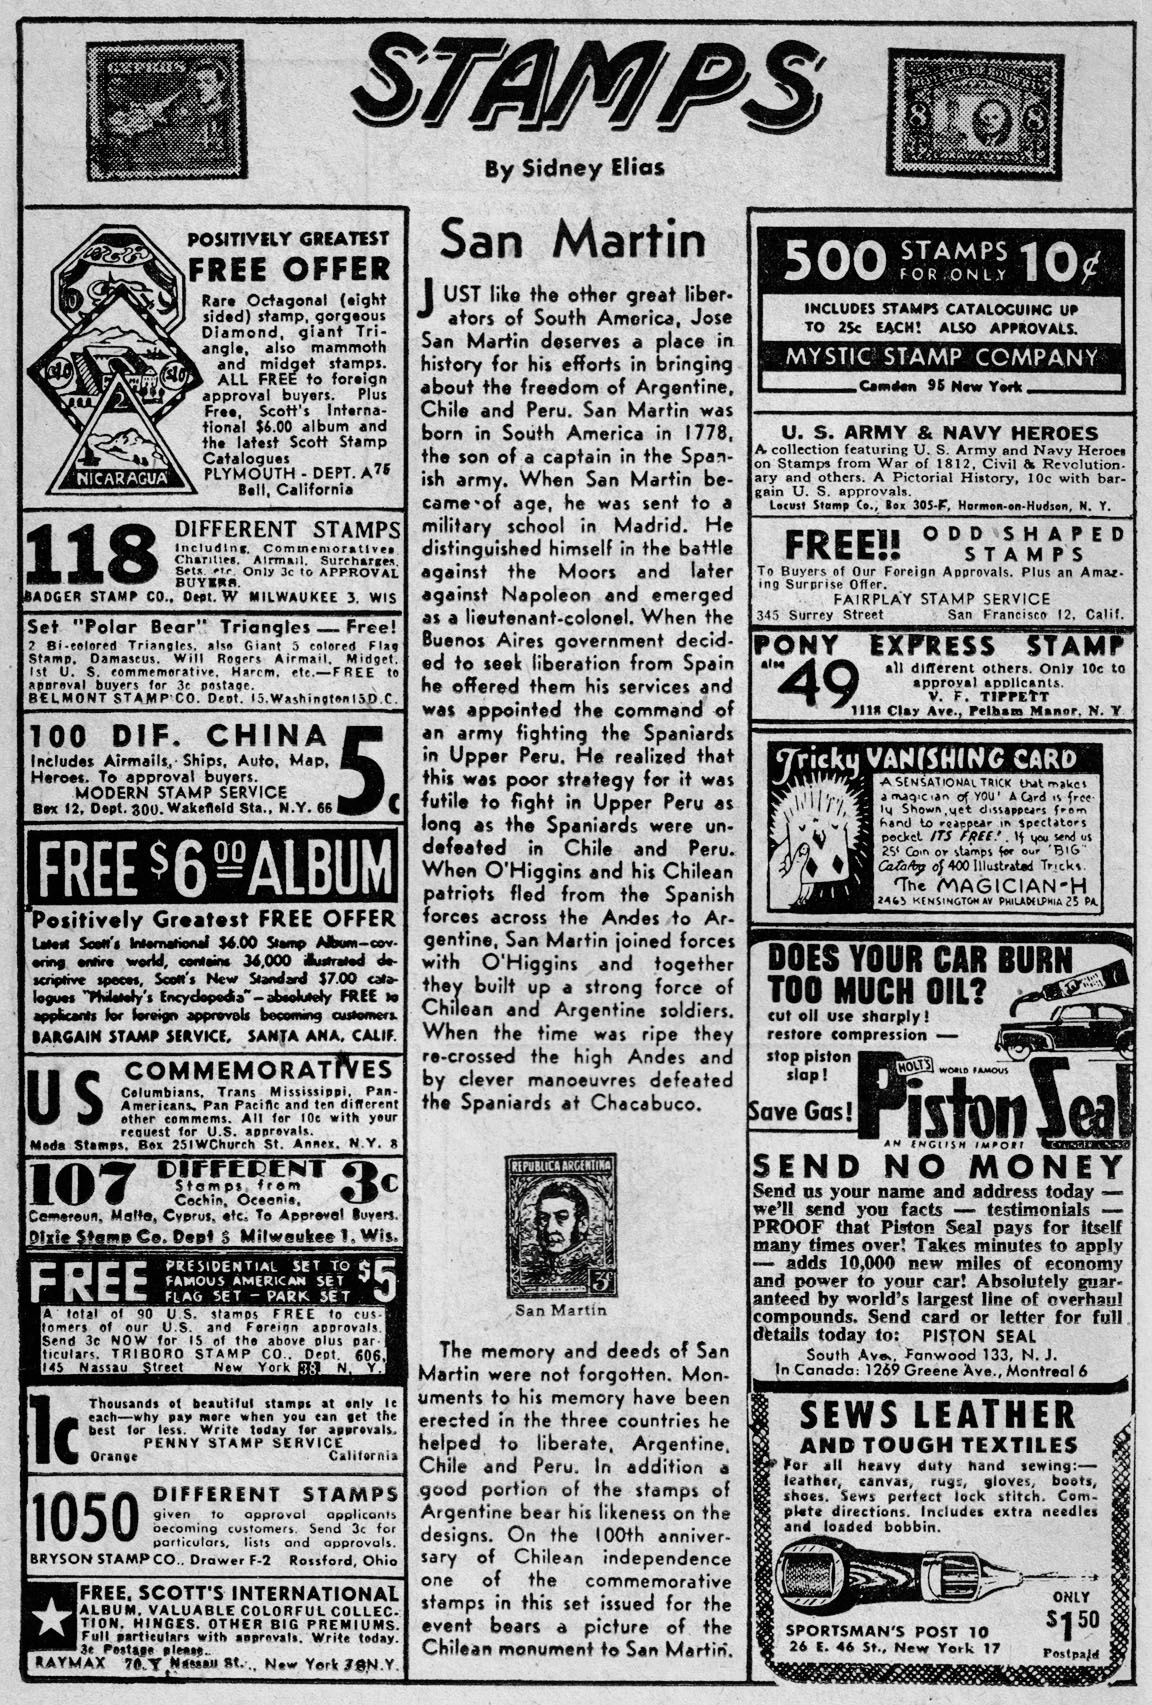 STAMPS
By Sidney Elias
POSITIVELY GREATEST
FREE OFFER
Rare Octagonal (eight
sided) stamp, gorgeous
Diamond, giant Tri-
angle, also mammoth
and midget stamps.
ALL FREE to foreign
approval buyers. Plus
Free, Scott's Interna-
tional $6.00 album and
the latest Scott Stamp
Catalogues
PLYMOUTH - DEPT. A75
Bell, California
NICARAGUA
118 DIFFERENT STAMPS
Including, Commemoratives,
Charities, Airmail, Surcharges,
Sets, etc. Only 3c to APPROVAL
BUYERS.
BADGER STAMP CO., Dept. W MILWAUKEE 3, WIS
Set "Polar Bear" Triangles — Free!
2 Bi-colored Triangles, also Giant 5 colored Flag
Stamp, Damascus, Will Rogers Airmail, Midget,
1st U. S. commemorative, Harem, etc.—FREE to
approval buyers for 3c postage.
BELMONT STAMP CO. Dept. 15, Washington 15 D.C.
100 DIF. CHINA 5c
Includes Airmails, Ships, Auto, Map,
Heroes. To approval buyers.
MODERN STAMP SERVICE
Box 12, Dept. 300, Wakefield Sta., N.Y. 66
FREE $6.00 ALBUM
Positively Greatest FREE OFFER
Latest Scott's International $6.00 Stamp Album—cov-
ering entire world, contains 36,000 illustrated de-
scriptive spaces, Scott's New Standard $7.00 cata-
logues "Philately's Encyclopedia"—absolutely FREE to
applicants for foreign approvals becoming customers.
BARGAIN STAMP SERVICE, SANTA ANA, CALIF.
US COMMEMORATIVES
Columbians, Trans Mississippi, Pan-
Americans, Pan Pacific and ten different
other commems. All for 10c with your
request for U.S. approvals.
Mada Stamps, Box 251WChurch St. Annex, N.Y. 8
107 DIFFERENT 3c
Stamps from
Cochin, Oceania,
Cameroun, Malta, Cyprus, etc. To Approval Buyers.
Dixie Stamp Co. Dept S Milwaukee 1, Wis.
FREE PRESIDENTIAL SET TO $5
FAMOUS AMERICAN SET
FLAG SET - PARK SET
A total of 90 U.S. stamps FREE to cus-
tomers of our U.S. and Foreign approvals.
Send 3c NOW for 15 of the above plus par-
ticulars. TRIBORO STAMP CO., Dept. 606,
145 Nassau Street New York 38, N. Y.
1c Thousands of beautiful stamps at only 1c
each—why pay more when you can get the
best for less. Write today for approvals.
PENNY STAMP SERVICE
Orange California
1050 DIFFERENT STAMPS
given to approval applicants
becoming customers. Send 3c for
particulars, lists and approvals.
BRYSON STAMP CO., Drawer F-2 Rossford, Ohio
FREE, SCOTT'S INTERNATIONAL
ALBUM, VALUABLE COLORFUL COLLEC-
TION, HINGES, OTHER BIG PREMIUMS.
Full particulars with approvals. Write today.
3c Postage please.
RAYMAX 70-Y Nassau St., New York 38 N.Y.
San Martin
JUST like the other great liber-
ators of South America, Jose
San Martin deserves a place in
history for his efforts in bringing
about the freedom of Argentine,
Chile and Peru. San Martin was
born in South America in 1778,
the son of a captain in the Span-
ish army. When San Martin be-
came of age, he was sent to a
military school in Madrid. He
distinguished himself in the battle
against the Moors and later
against Napoleon and emerged
as a lieutenant-colonel. When the
Buenos Aires government decid-
ed to seek liberation from Spain
he offered them his services and
was appointed the command of
an army fighting the Spaniards
in Upper Peru. He realized that
this was poor strategy for it was
futile to fight in Upper Peru as
long as the Spaniards were un-
defeated in Chile and Peru.
When O'Higgins and his Chilean
patriots fled from the Spanish
forces across the Andes to Ar-
gentine, San Martin joined forces
with O'Higgins and together
they built up a strong force of
Chilean and Argentine soldiers.
When the time was ripe they
re-crossed the high Andes and
by clever manoeuvres defeated
the Spaniards at Chacabuco.
REPUBLICA ARGENTINA
San Martin
The memory and deeds of San
Martin were not forgotten. Mon-
uments to his memory have been
erected in the three countries he
helped to liberate, Argentine,
Chile and Peru. In addition a
good portion of the stamps of
Argentine bear his likeness on the
designs. On the 100th anniver-
sary of Chilean independence
one of the commemorative
stamps in this set issued for the
event bears a picture of the
Chilean monument to San Martin.
500 STAMPS FOR ONLY 10¢
INCLUDES STAMPS CATALOGUING UP
TO 25c EACH! ALSO APPROVALS.
MYSTIC STAMP COMPANY
Camden 95 New York
U. S. ARMY & NAVY HEROES
A collection featuring U. S. Army and Navy Heroes
on Stamps from War of 1812, Civil & Revolution-
ary and others. A Pictorial History, 10c with bar-
gain U. S. approvals.
Locust Stamp Co., Box 305-F, Harmon-on-Hudson, N. Y.
FREE!! ODD SHAPED
STAMPS
To Buyers of Our Foreign Approvals. Plus an Amaz-
ing Surprise Offer.
FAIRPLAY STAMP SERVICE
345 Surrey Street San Francisco 12, Calif.
PONY EXPRESS STAMP
also 49 all different others. Only 10c to
approval applicants.
V. F. TIPPETT
1118 Clay Ave., Pelham Manor, N. Y.
Tricky VANISHING CARD
A SENSATIONAL TRICK that makes
a magician of YOU! A Card is free-
ly Shown, yet dissappears from
hand to reappear in spectators
pocket ITS FREE! If you send us
25¢ Coin or stamps for our "BIG"
Catalog of 400 Illustrated Tricks.
The MAGICIAN-H
2463 KENSINGTON AV PHILADELPHIA 25 PA.
DOES YOUR CAR BURN
TOO MUCH OIL?
cut oil use sharply!
restore compression —
stop piston
slap!
Save Gas!
HOLT'S WORLD FAMOUS
Piston Seal
AN ENGLISH IMPORT
SEND NO MONEY
Send us your name and address today —
we'll send you facts — testimonials —
PROOF that Piston Seal pays for itself
many times over! Takes minutes to apply
— adds 10,000 new miles of economy
and power to your car! Absolutely guar-
anteed by world's largest line of overhaul
compounds. Send card or letter for full
details today to: PISTON SEAL
South Ave., Fanwood 133, N. J.
In Canada: 1269 Greene Ave., Montreal 6
SEWS LEATHER
AND TOUGH TEXTILES
For all heavy duty hand sewing:—
leather, canvas, rugs, gloves, boots,
shoes. Sews perfect lock stitch. Com-
plete directions. Includes extra needles
and loaded bobbin.
ONLY
$1.50
Postpaid
SPORTSMAN'S POST 10
26 E. 46 St., New York 17